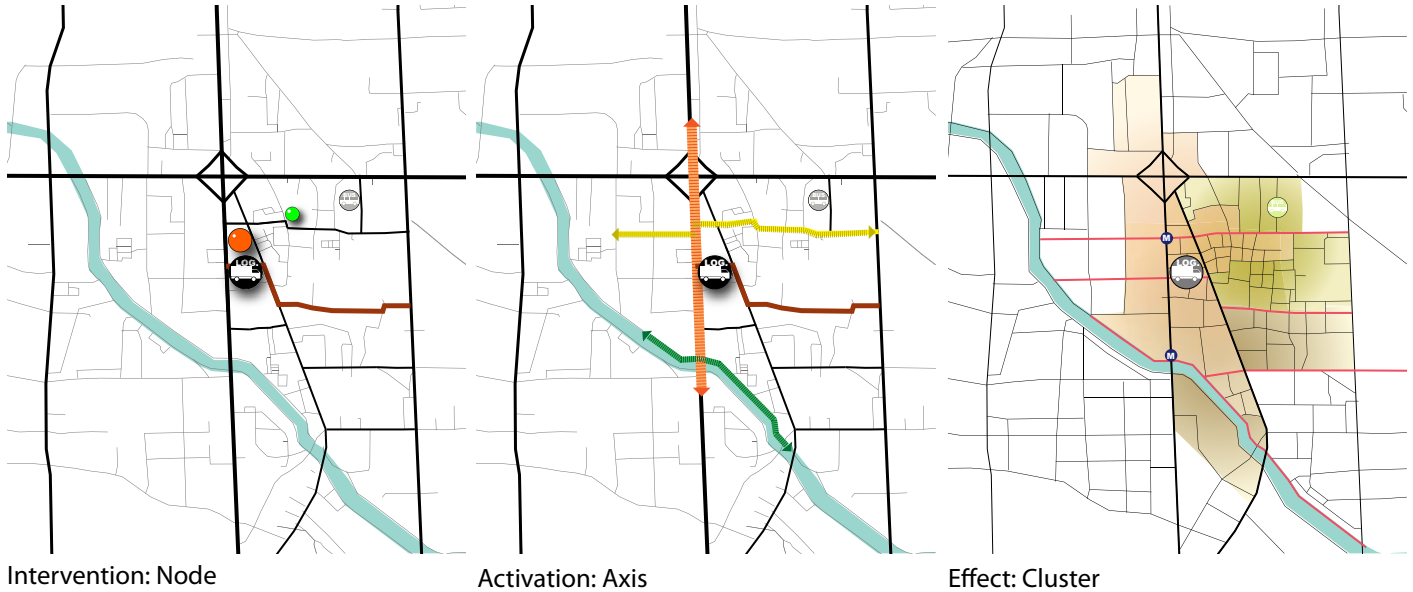 LOG.
LOG.
LOG.
M
M
Intervention: Node
Activation: Axis
Effect: Cluster